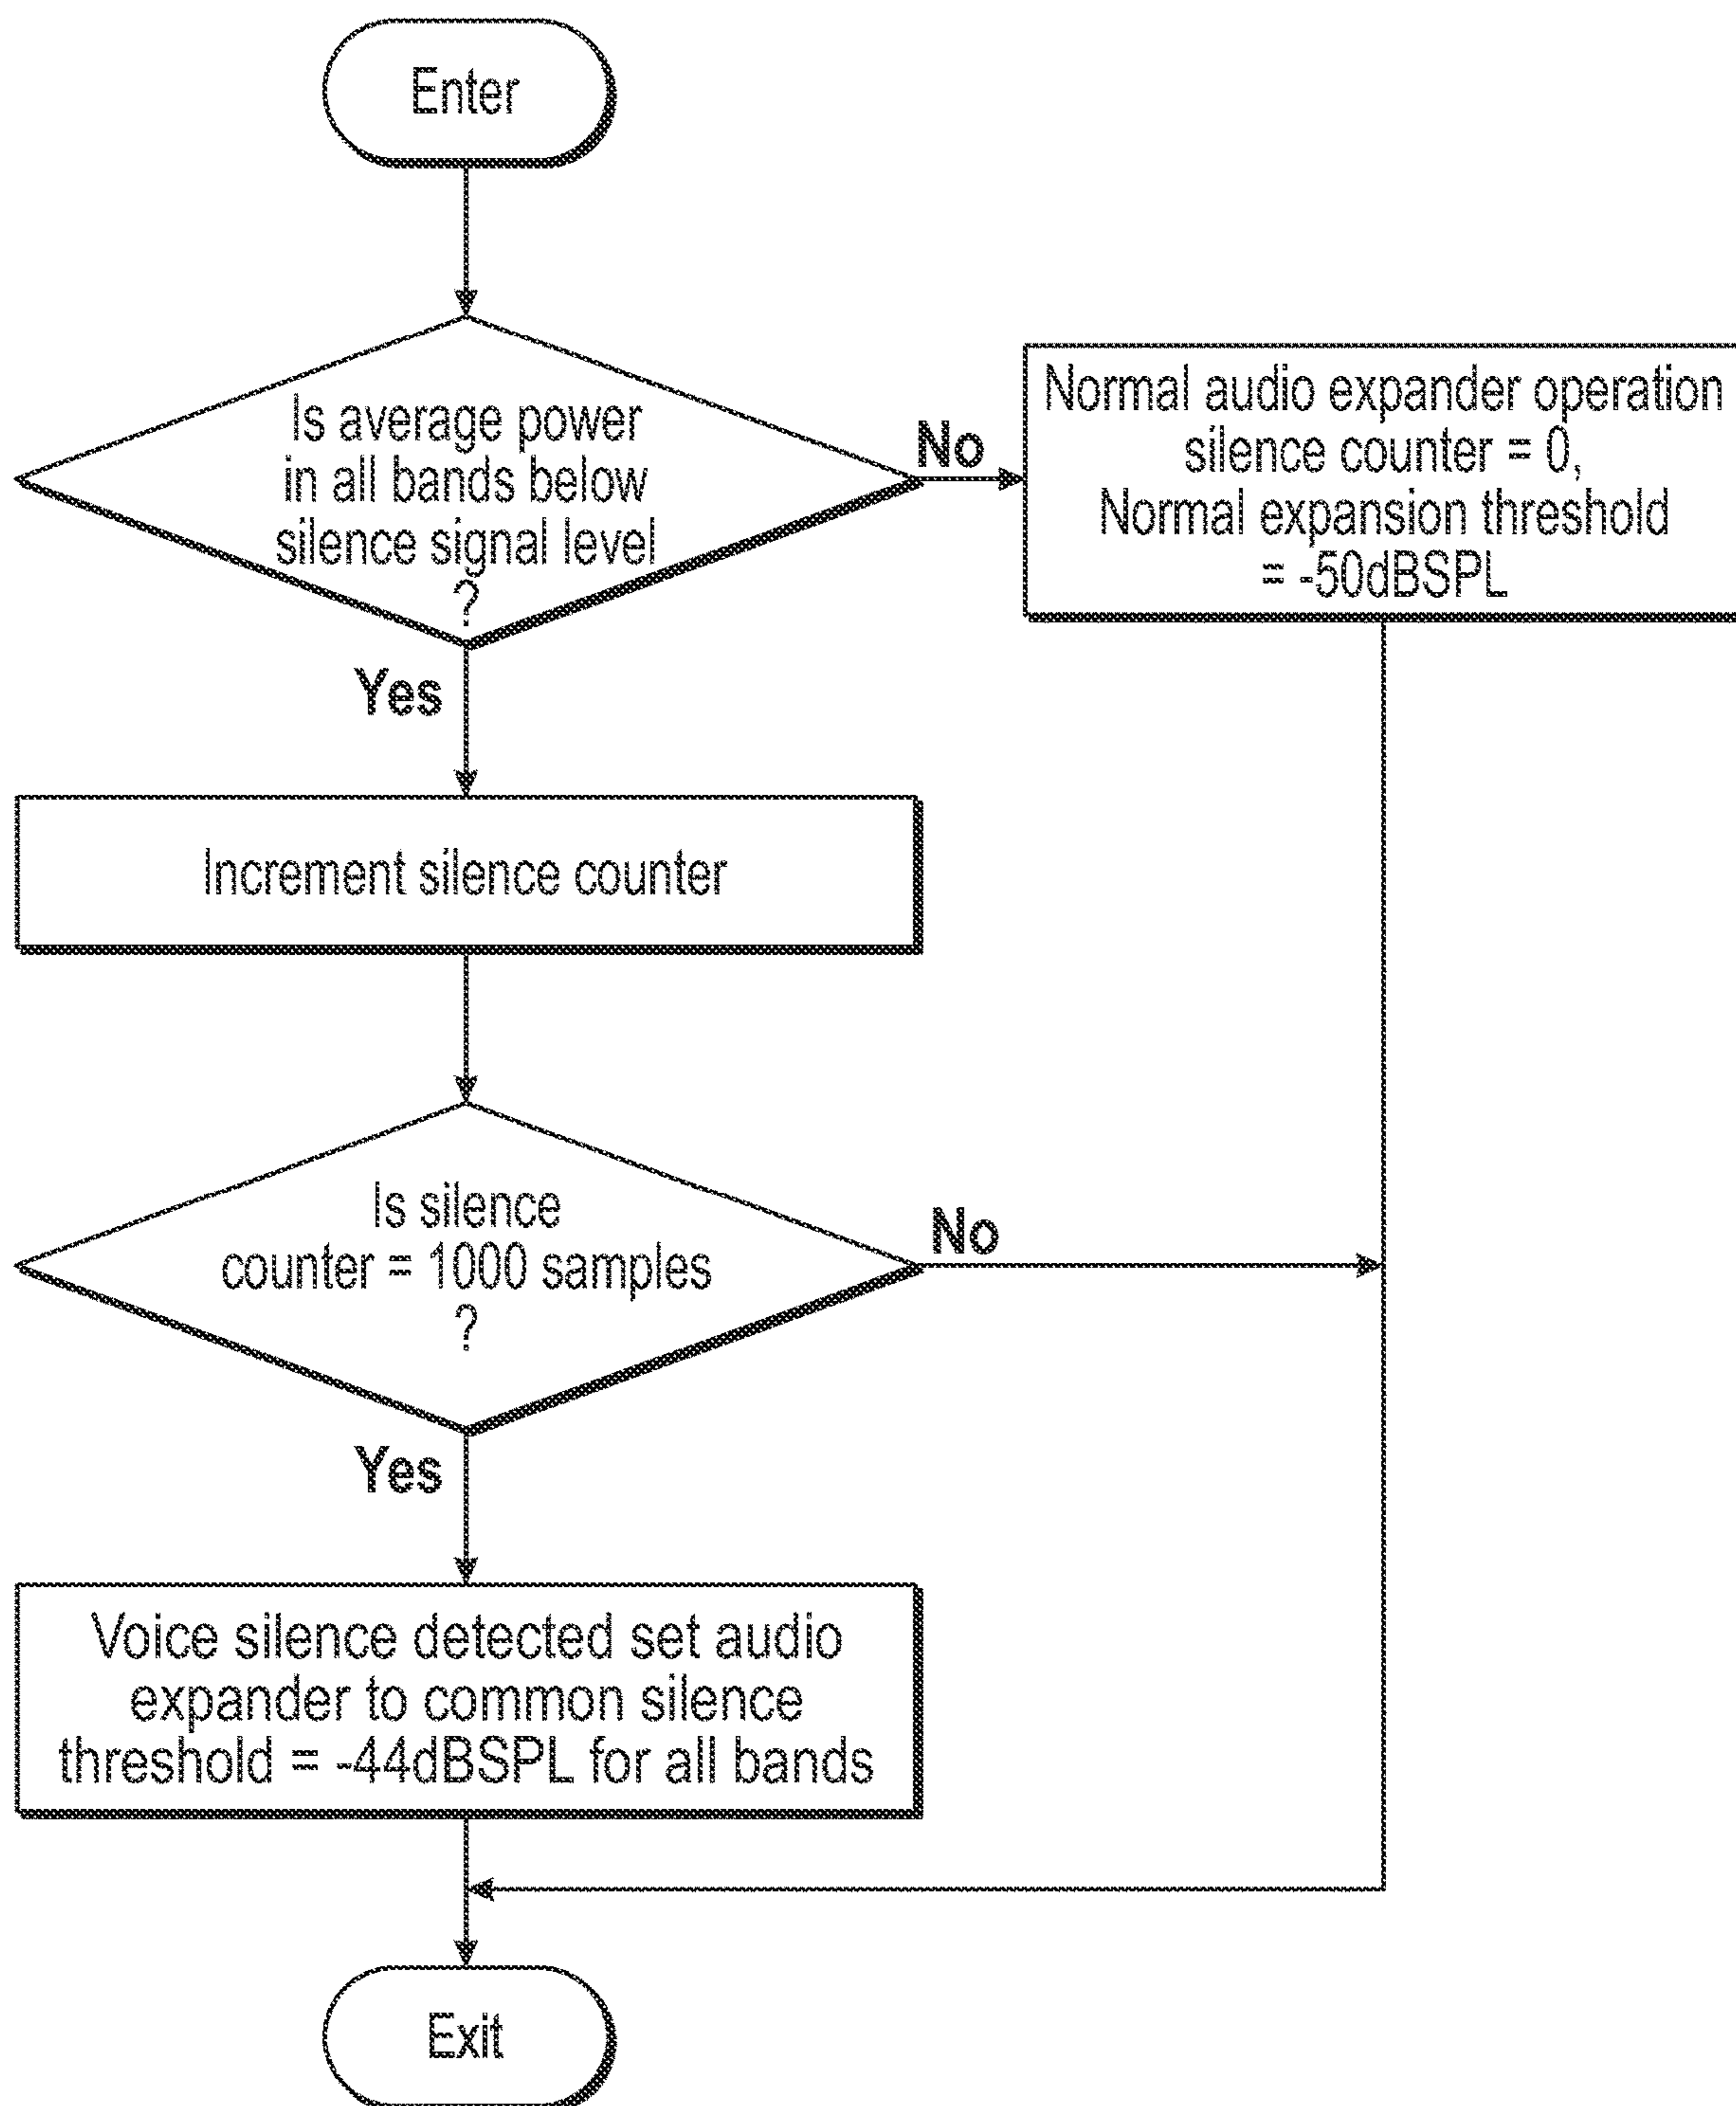 Enter
Is average power
in all bands below
silence signal level
?
No
Normal audio expander operation
silence counter = 0,
Normal expansion threshold
= -50dBSPL
Yes
Increment silence counter
Is silence
counter = 1000 samples
?
No
Yes
Voice silence detected set audio
expander to common silence
threshold = -44dBSPL for all bands
Exit